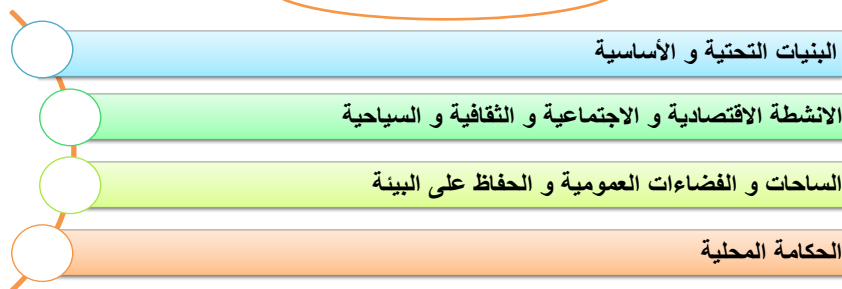 البنيات التحتية و الأساسية
الانشطة الاقتصادية و الاجتماعية و الثقافية و السياحية
الساحات و الفضاءات العمومية و الحفاظ على البيئة
الحكامة المحلية